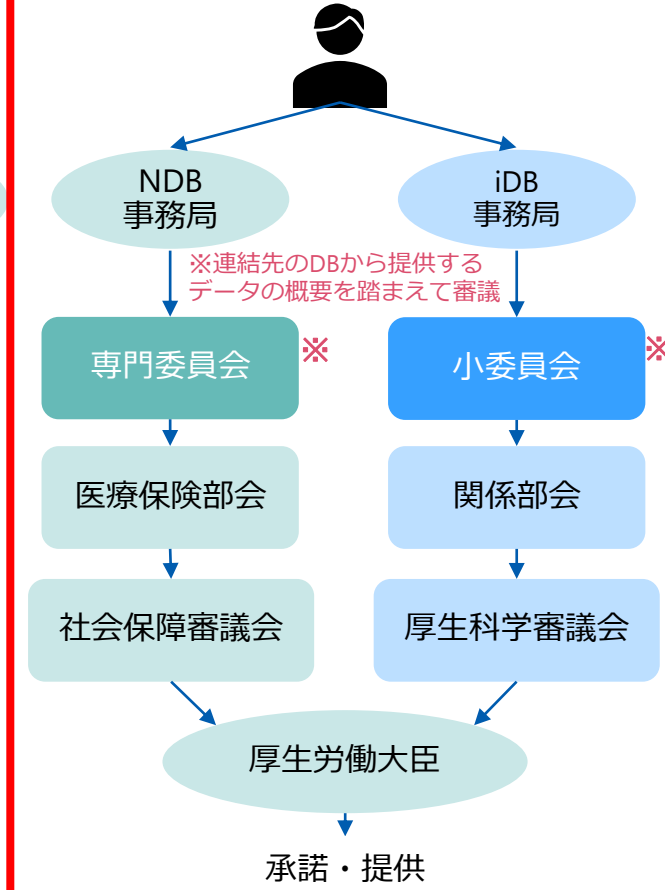 NDB
事務局
iDB
事務局
※連結先のDBから提供する
データの概要を踏まえて審議
専門委員会
※
小委員会
※
医療保険部会
関係部会
社会保障審議会
厚生科学審議会
厚生労働大臣
承諾・提供